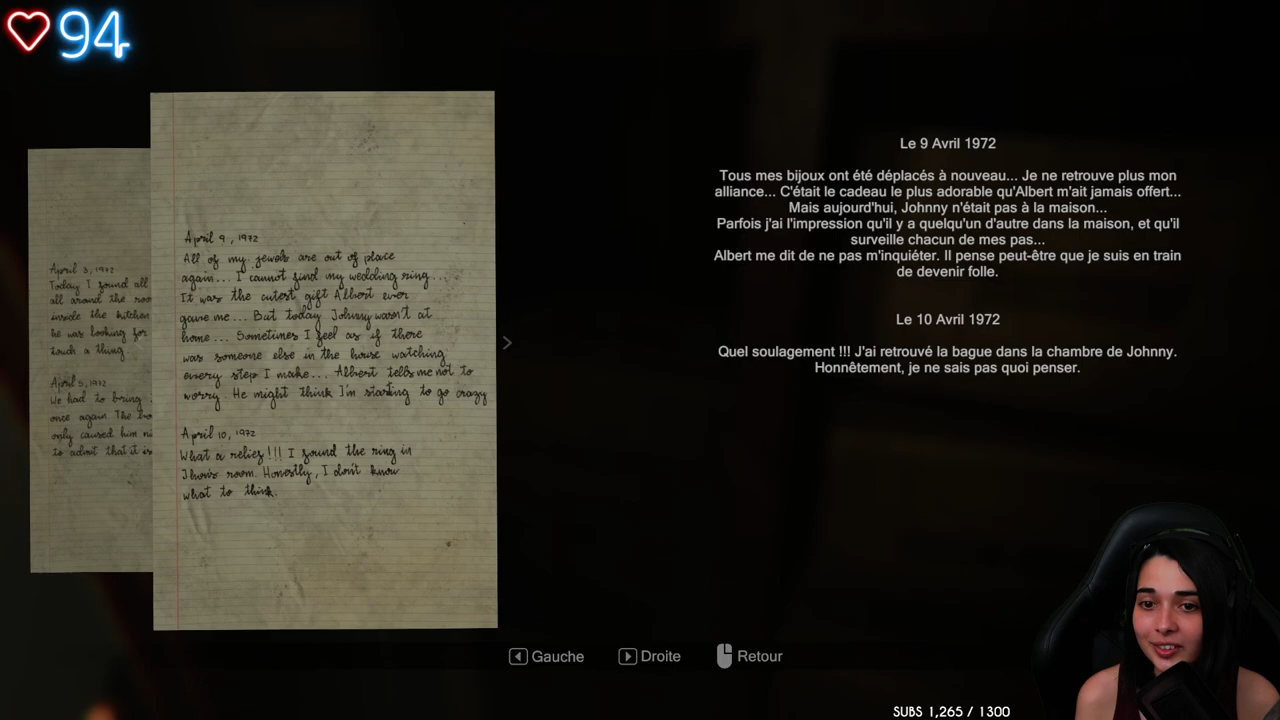 94
April 3, 1972
Today I found all
all around the roo
inside the kitchen
he was looking for
touch a thing.
April 5, 1972
We had to bring
once again. The
only caused him ni
to admit that it is
April 9, 1972
All of my jewels are out of place
again... I cannot find my wedding ring...
It was the cutest gift Albert ever
gave me... But today Johnny wasn't at
home... Sometimes I feel as if there
was someone else in the house watching
every step I make... Albert tells me not to
worry. He might think I'm starting to go crazy
April 10, 1972
What a relief!!! I found the ring in
Jhon's room. Honestly, I don't know
what to think.
Le 9 Avril 1972
Tous mes bijoux ont été déplacés à nouveau... Je ne retrouve plus mon
alliance... C'était le cadeau le plus adorable qu'Albert m'ait jamais offert...
Mais aujourd'hui, Johnny n'était pas à la maison...
Parfois j'ai l'impression qu'il y a quelqu'un d'autre dans la maison, et qu'il
surveille chacun de mes pas...
Albert me dit de ne pas m'inquiéter. Il pense peut-être que je suis en train
de devenir folle.
Le 10 Avril 1972
Quel soulagement !!! J'ai retrouvé la bague dans la chambre de Johnny.
Honnêtement, je ne sais pas quoi penser.
Gauche
Droite
Retour
SUBS 1,265 / 1300